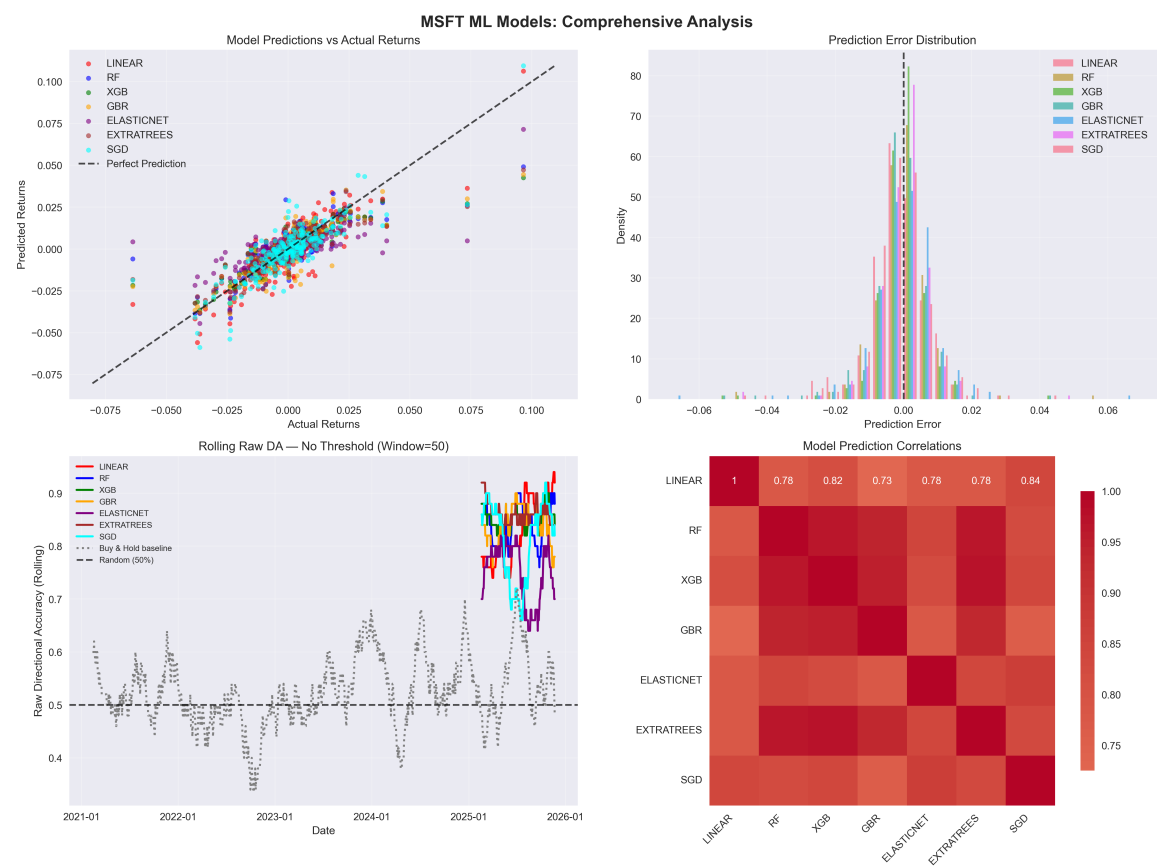 MSFT ML Models: Comprehensive Analysis
Model Predictions vs Actual Returns
Predicted Returns
0.100
0.075
0.050
0.025
0.000
−0.025
−0.050
−0.075
LINEAR
RF
XGB
GBR
ELASTICNET
EXTRATREES
SGD
Perfect Prediction
−0.075
−0.050
−0.025
0.000
0.025
0.050
0.075
0.100
Actual Returns
Prediction Error Distribution
Density
80
70
60
50
40
30
20
10
0
LINEAR
RF
XGB
GBR
ELASTICNET
EXTRATREES
SGD
−0.06
−0.04
−0.02
0.00
0.02
0.04
0.06
Prediction Error
Rolling Raw DA — No Threshold (Window=50)
Raw Directional Accuracy (Rolling)
0.9
0.8
0.7
0.6
0.5
0.4
LINEAR
RF
XGB
GBR
ELASTICNET
EXTRATREES
SGD
Buy & Hold baseline
Random (50%)
2021-01
2022-01
2023-01
2024-01
2025-01
2026-01
Date
Model Prediction Correlations
LINEAR
RF
XGB
GBR
ELASTICNET
EXTRATREES
SGD
1
0.78
0.82
0.73
0.78
0.78
0.84
LINEAR
RF
XGB
GBR
ELASTICNET
EXTRATREES
SGD
1.00
0.95
0.90
0.85
0.80
0.75